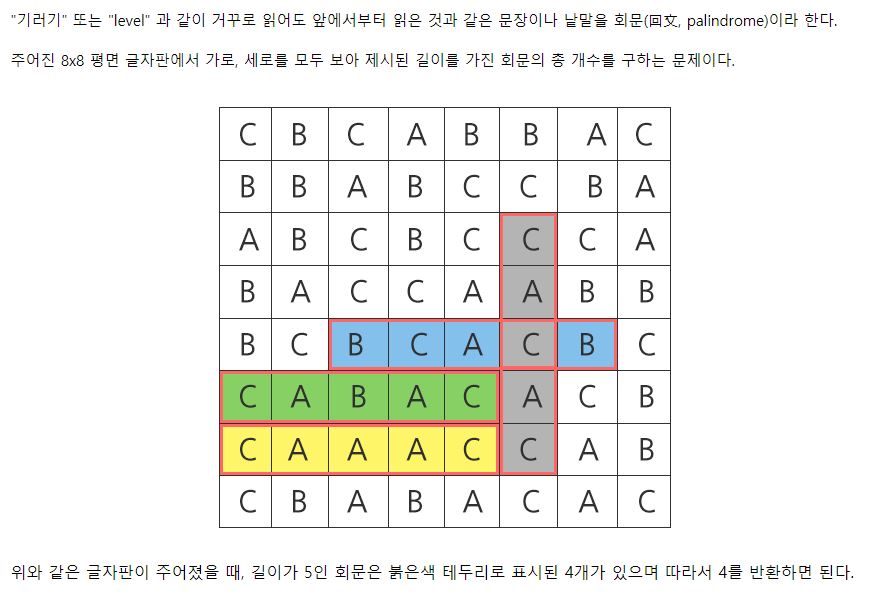 "기러기" 또는 "level" 과 같이 거꾸로 읽어도 앞에서부터 읽은 것과 같은 문장이나 낱말을 회문(回文, palindrome)이라 한다.
주어진 8x8 평면 글자판에서 가로, 세로를 모두 보아 제시된 길이를 가진 회문의 총 개수를 구하는 문제이다.
C B C A B B A C
B B A B C C B A
A B C B C C C A
B A C C A A B B
B C B C A C B C
C A B A C A C B
C A A A C C A B
C B A B A C A C
위와 같은 글자판이 주어졌을 때, 길이가 5인 회문은 붉은색 테두리로 표시된 4개가 있으며 따라서 4를 반환하면 된다.